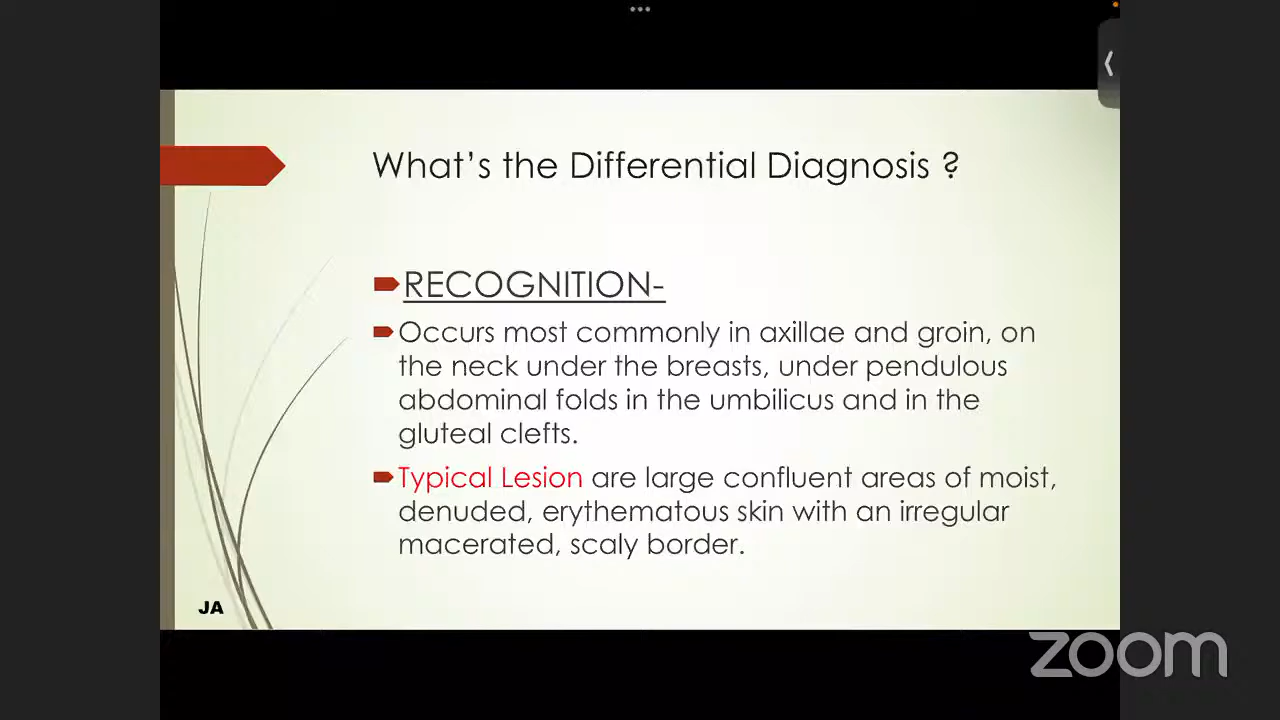 What's the Differential Diagnosis ?
RECOGNITION-
Occurs most commonly in axillae and groin, on
the neck under the breasts, under pendulous
abdominal folds in the umbilicus and in the
gluteal clefts.
Typical Lesion are large confluent areas of moist,
denuded, erythematous skin with an irregular
macerated, scaly border.
JA
zoom